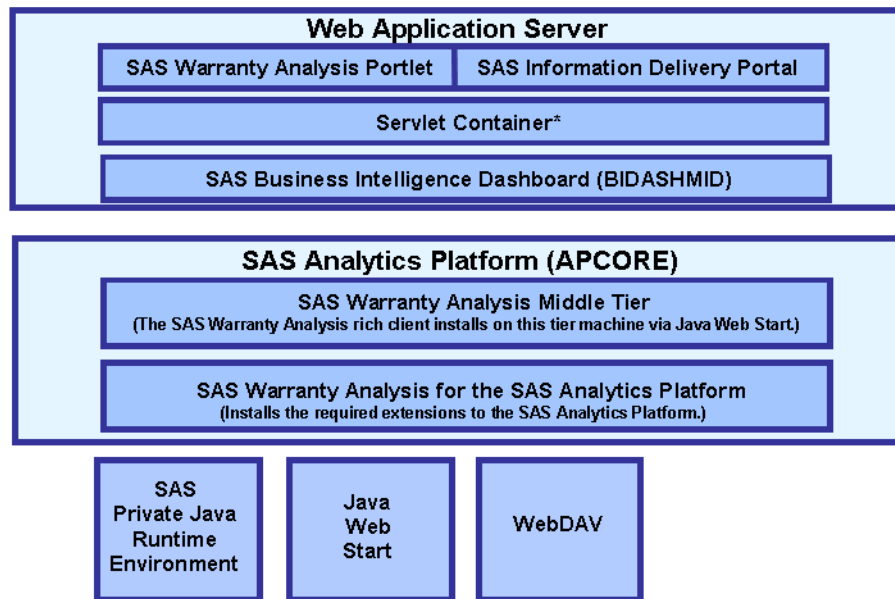 Web Application Server
SAS Warranty Analysis Portlet
SAS Information Delivery Portal
Servlet Container*
SAS Business Intelligence Dashboard (BIDASHMID)
SAS Analytics Platform (APCORE)
SAS Warranty Analysis Middle Tier
(The SAS Warranty Analysis rich client installs on this tier machine via Java Web Start.)
SAS Warranty Analysis for the SAS Analytics Platform
(Installs the required extensions to the SAS Analytics Platform.)
SAS
Private Java
Runtime
Environment
Java
Web
Start
WebDAV